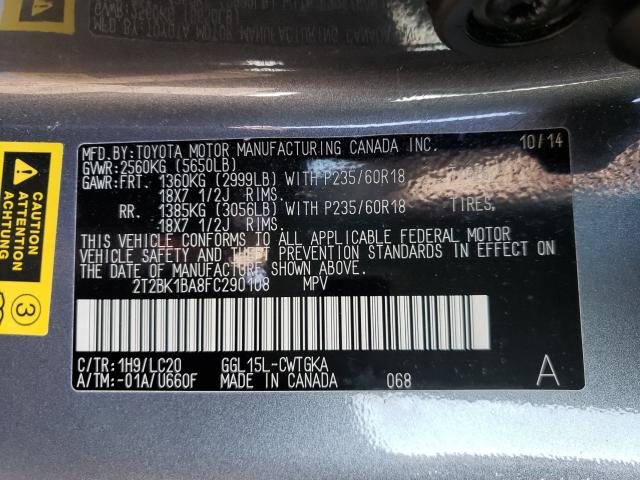 MFD.BY:TOYOTA MOTOR MANUFACTURING CANADA INC. 10/14
GVWR:2560KG (5650LB)
GAWR:FRT. 1360KG (2999LB) WITH P235/60R18
18X7 1/2J RIMS.
RR. 1385KG (3056LB) WITH P235/60R18 TIRES,
18X7 1/2J RIMS.
THIS VEHICLE CONFORMS TO ALL APPLICABLE FEDERAL MOTOR
VEHICLE SAFETY AND PREVENTION STANDARDS IN EFFECT ON
THE DATE OF MANUFACTURE SHOWN ABOVE.
2T2BK1BA8FC290108 MPV
C/TR:1H9/LC20 GGL15L-CWTGKA
A/TM:-01A/U660F MADE IN CANADA 068 A
CAUTION
ATTENTION
ACHTUNG
3